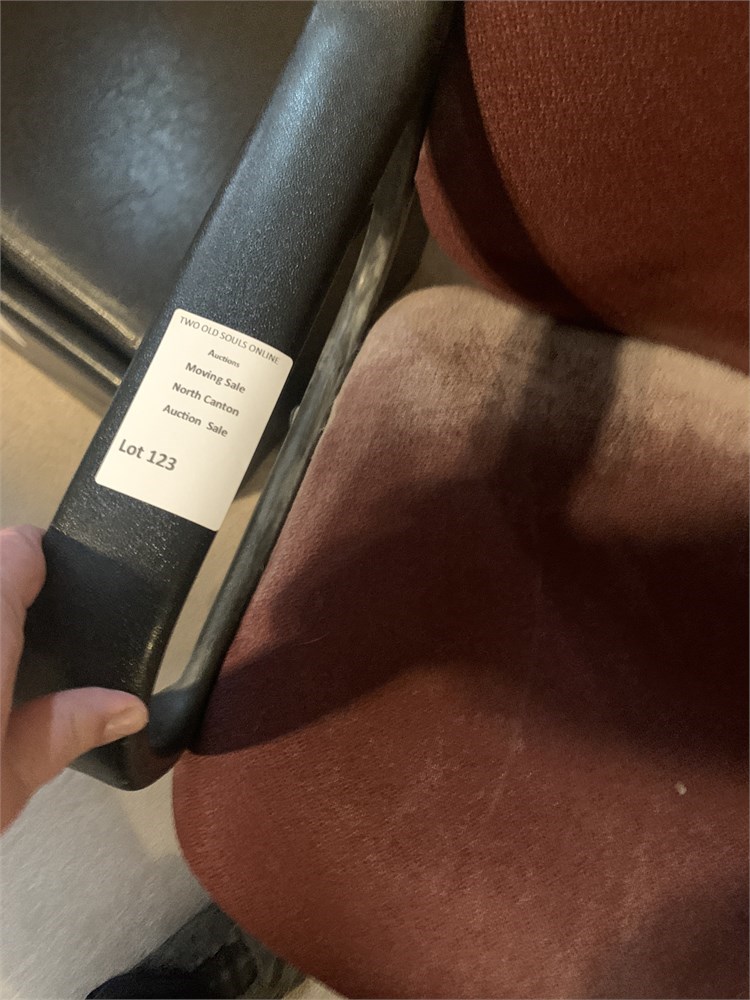 TWO OLD SOULS ONLINE
Auctions
Moving Sale
North Canton
Auction Sale
Lot 123